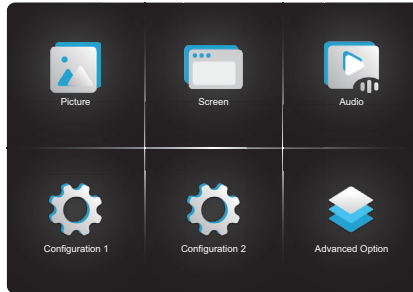 Picture
Screen
Audio
Configuration 1
Configuration 2
Advanced Option